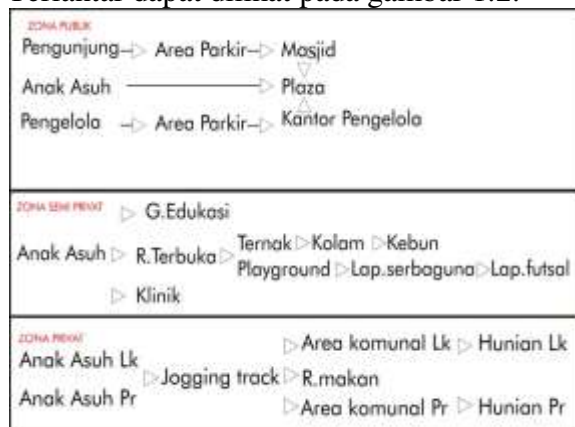 Terlantar dapat dilihat pada gambar 1.2.
ZONA PUBLIK
Pengunjung Area Parkir Masjid
Anak Asuh Plaza
Pengelola Area Parkir Kantor Pengelola
ZONA SEMI PRIVAT
G.Edukasi
Anak Asuh R.Terbuka Ternak Kolam Kebun
Playground Lap.serbaguna Lap.futsal
Klinik
ZONA PRIVAT
Area komunal Lk Hunian Lk
Anak Asuh Lk
Jogging track R.makan
Anak Asuh Pr
Area komunal Pr Hunian Pr